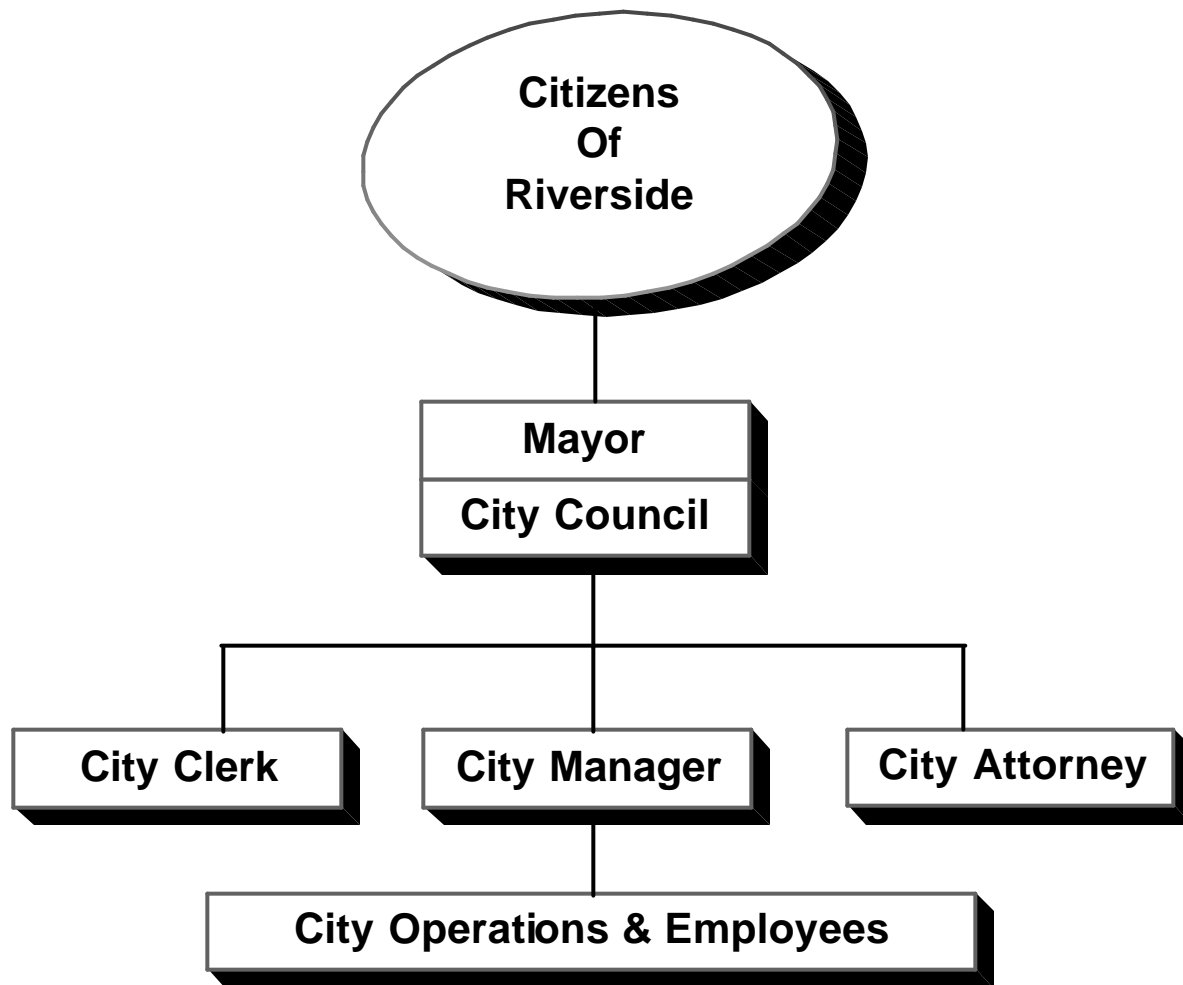 Citizens
Of
Riverside
Mayor
City Council
City Clerk
City Manager
City Attorney
City Operations & Employees